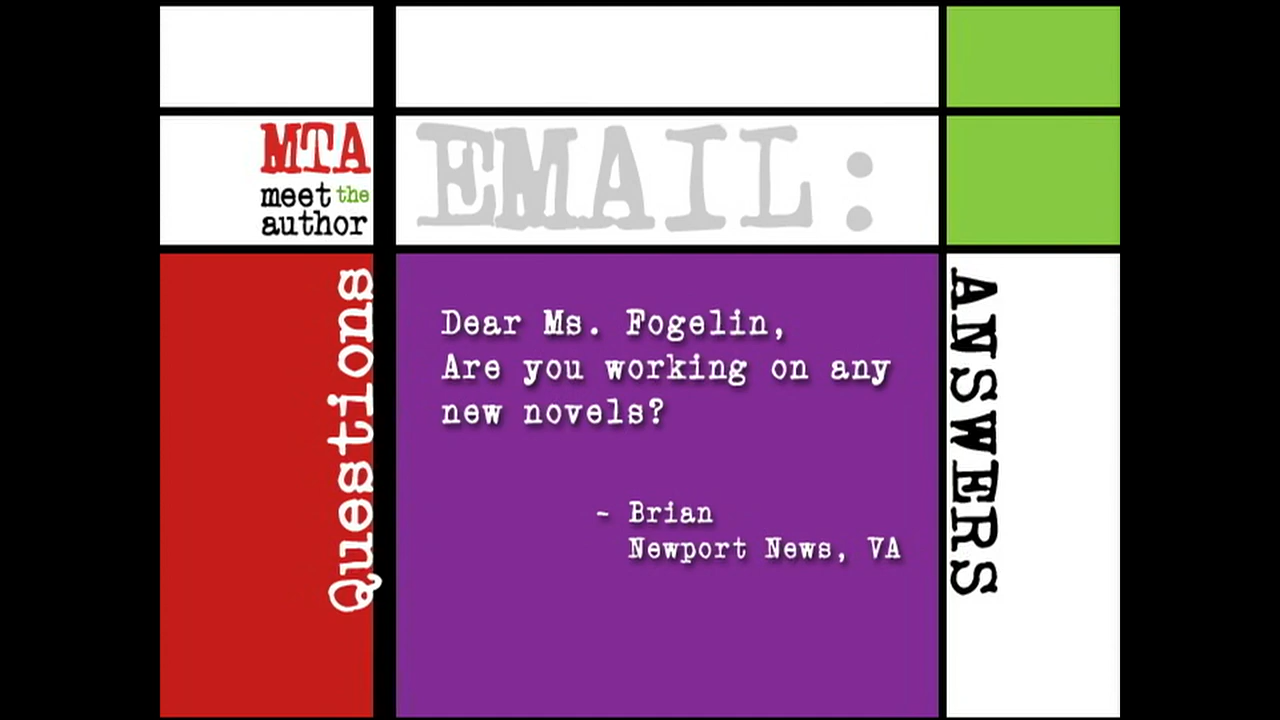 MTA
meet the
author
EMAIL:
Questions
Dear Ms. Fogelin,
Are you working on any
new novels?
- Brian
Newport News, VA
ANSWERS